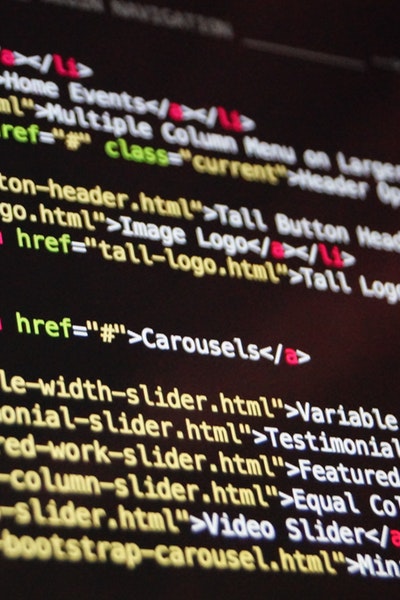 NAVIGATION
a></li>
>Home Events</a></li>
ml">Multiple Column Menu on Large
ref="#" class="current">Header Op
ton-header.html">Tall Button Head
go.html">Image Logo</a></li>
href="tall-logo.html">Tall Logo
href="#">Carousels</a>
le-width-slider.html">Variable
onial-slider.html">Testimonial
red-work-slider.html">Featured
-column-slider.html">Equal Col
-slider.html">Video Slider</a
-bootstrap-carousel.html">Min